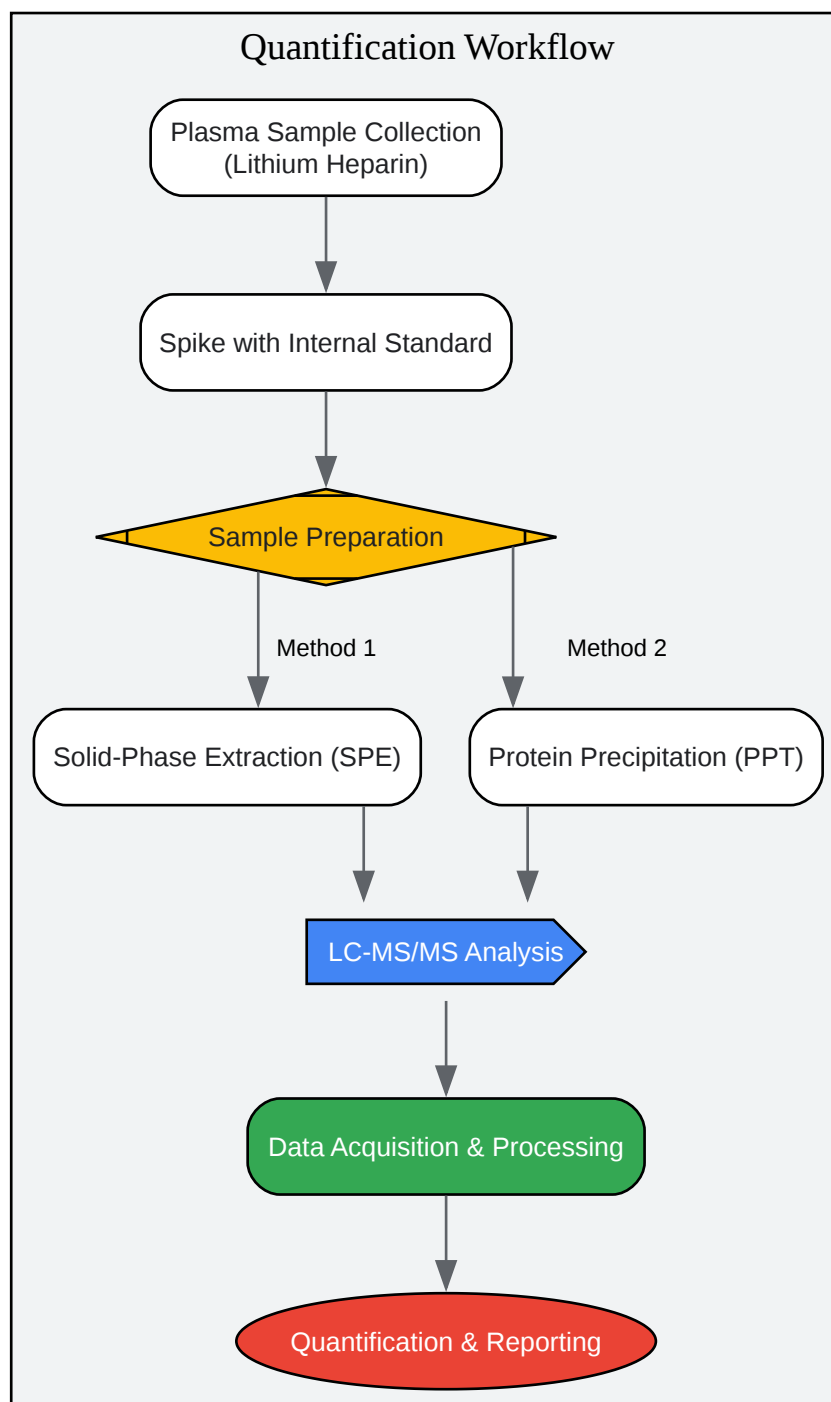 Quantification Workflow
Plasma Sample Collection
(Lithium Heparin)
Spike with Internal Standard
Sample Preparation
Method 1
Method 2
Solid-Phase Extraction (SPE)
Protein Precipitation (PPT)
LC-MS/MS Analysis
Data Acquisition & Processing
Quantification & Reporting